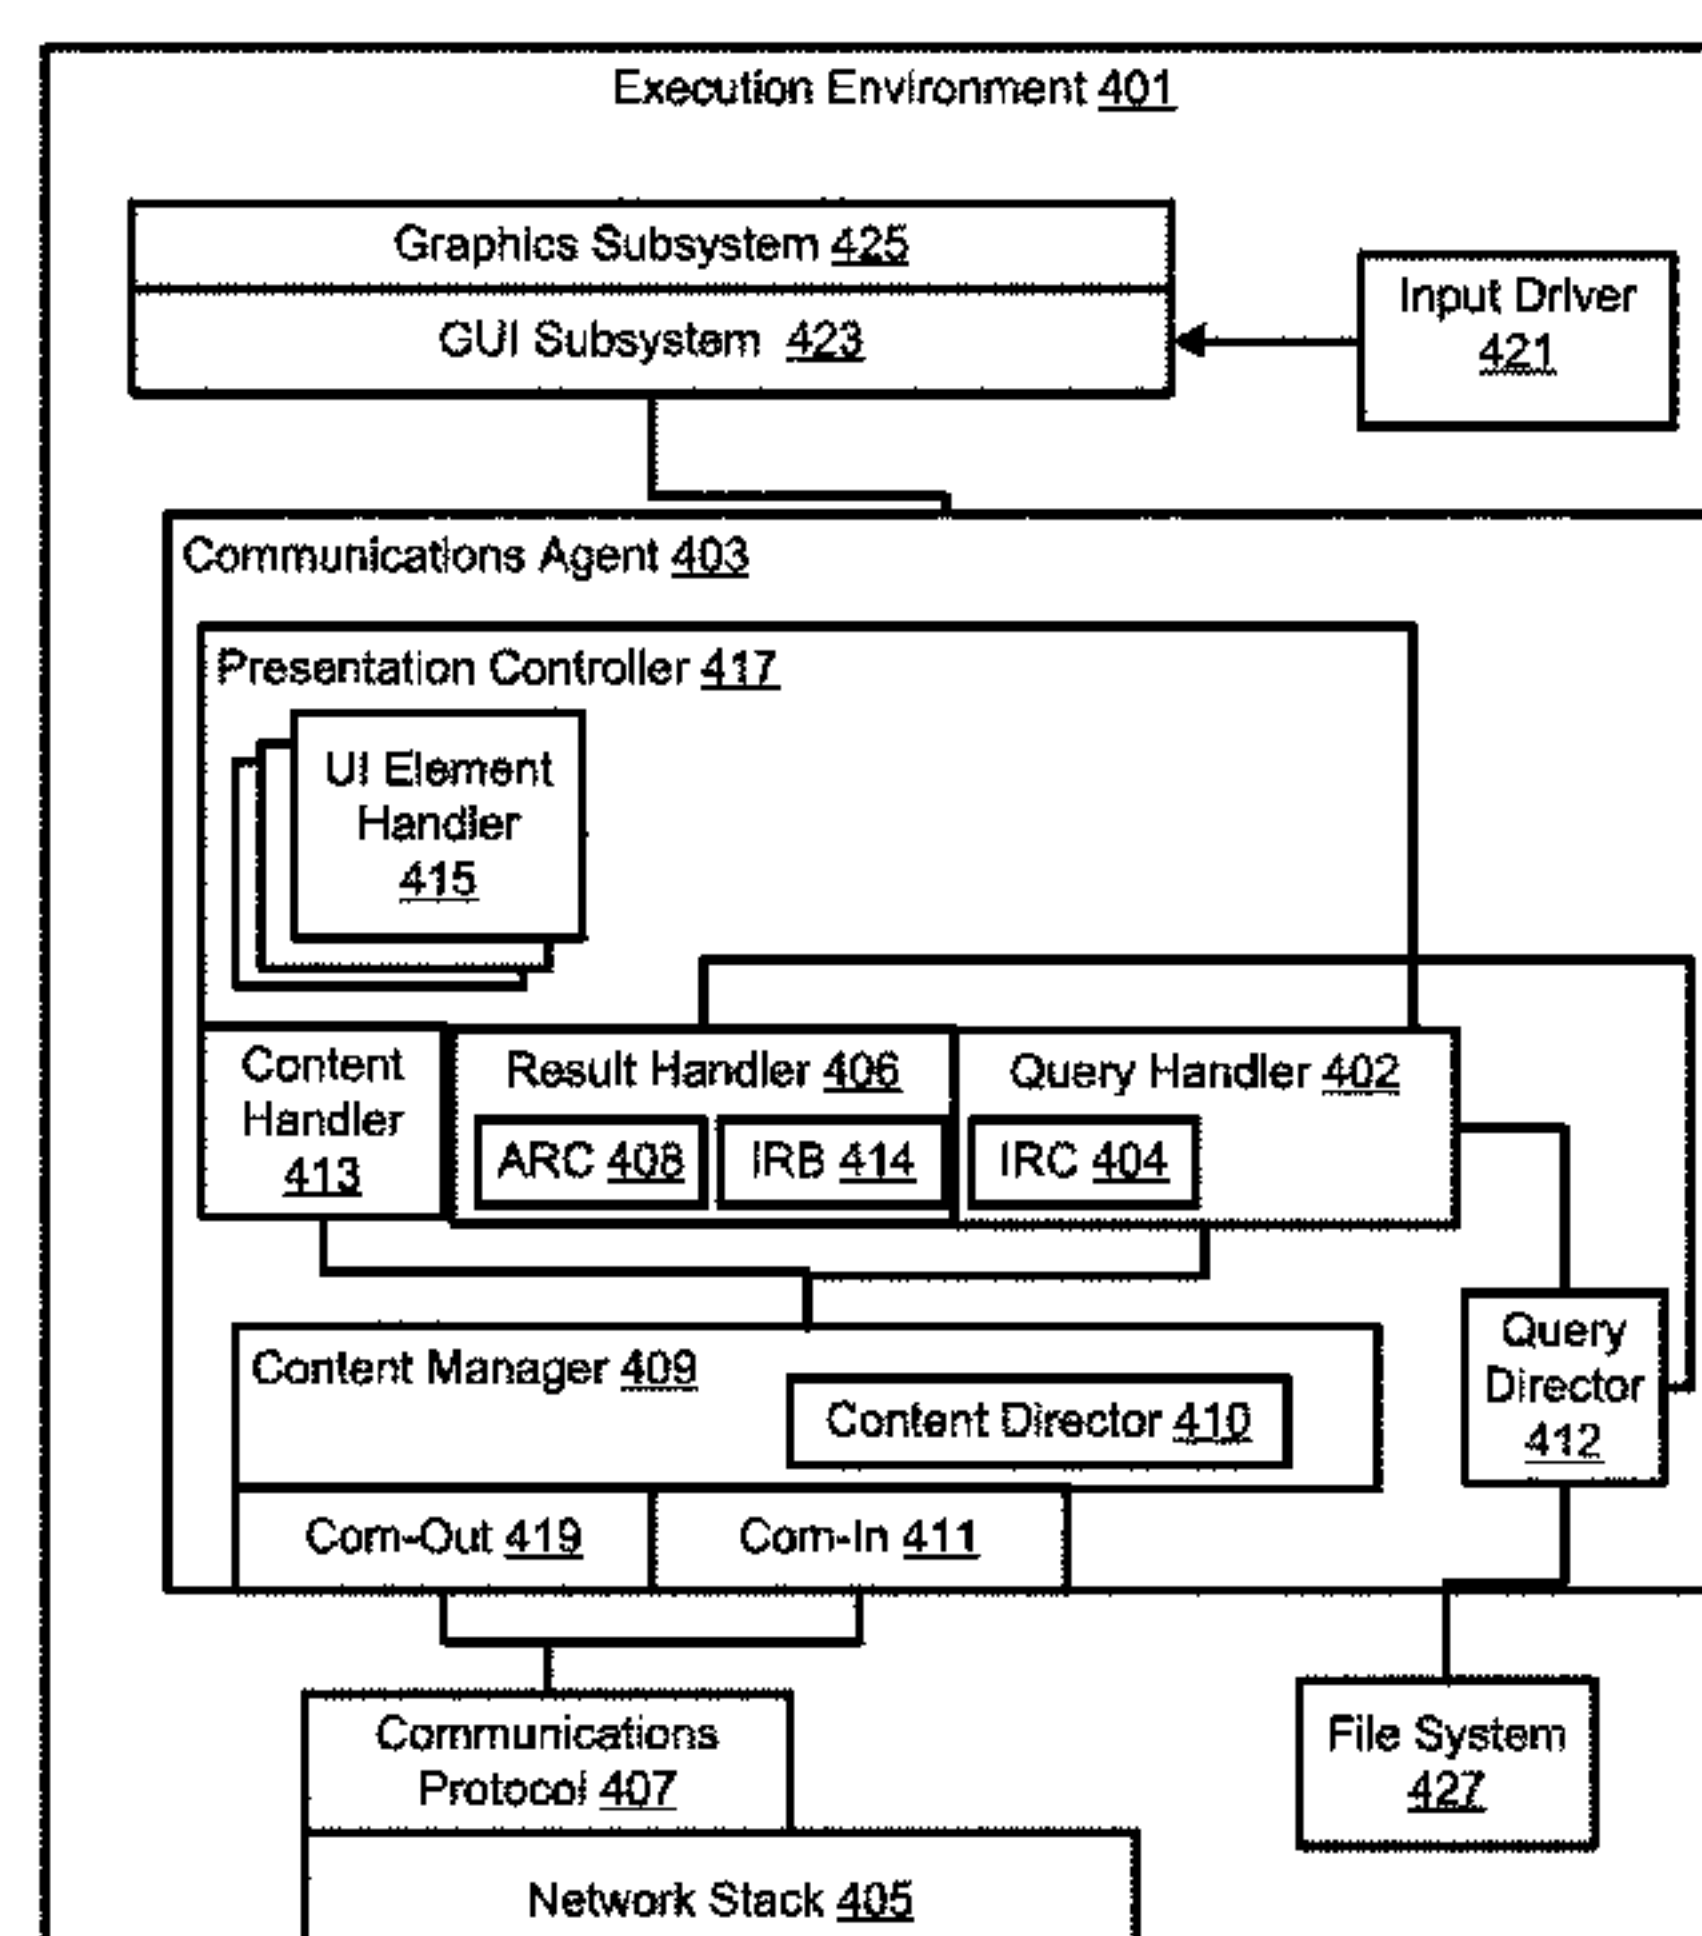 Execution Environment 401
Graphics Subsystem 425
GUI Subsystem 423
Input Driver
421
Communications Agent 403
Presentation Controller 417
UI Element
Handler
415
Content
Handler
413
Result Handler 406
ARC 408
IRB 414
Query Handler 402
IRC 404
Content Manager 409
Content Director 410
Query
Director
412
Com-Out 419
Com-In 411
Communications
Protocol 407
File System
427
Network Stack 405